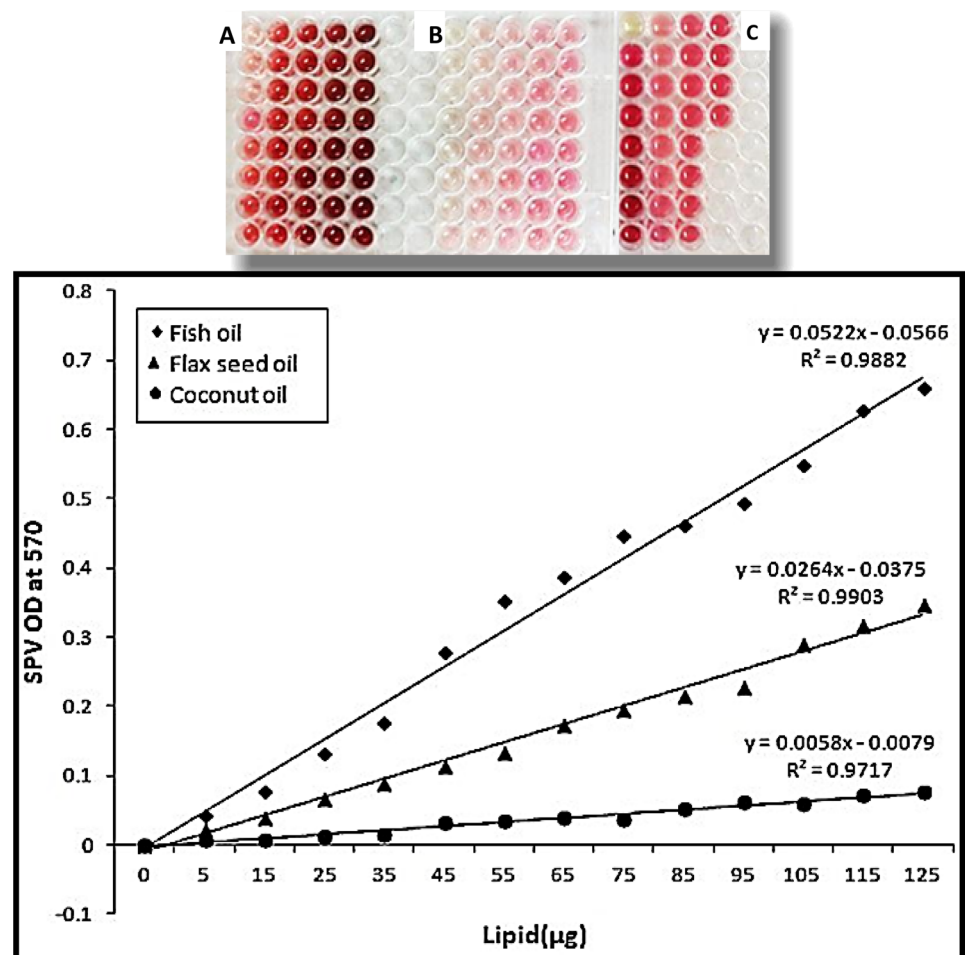 A B C
0.8
0.7
0.6
0.5
0.4
0.3
0.2
0.1
0
-0.1
SPV OD at 570
Fish oil
Flax seed oil
Coconut oil
y = 0.0522x - 0.0566
R² = 0.9882
y = 0.0264x - 0.0375
R² = 0.9903
y = 0.0058x - 0.0079
R² = 0.9717
0 5 15 25 35 45 55 65 75 85 95 105 115 125
Lipid(µg)